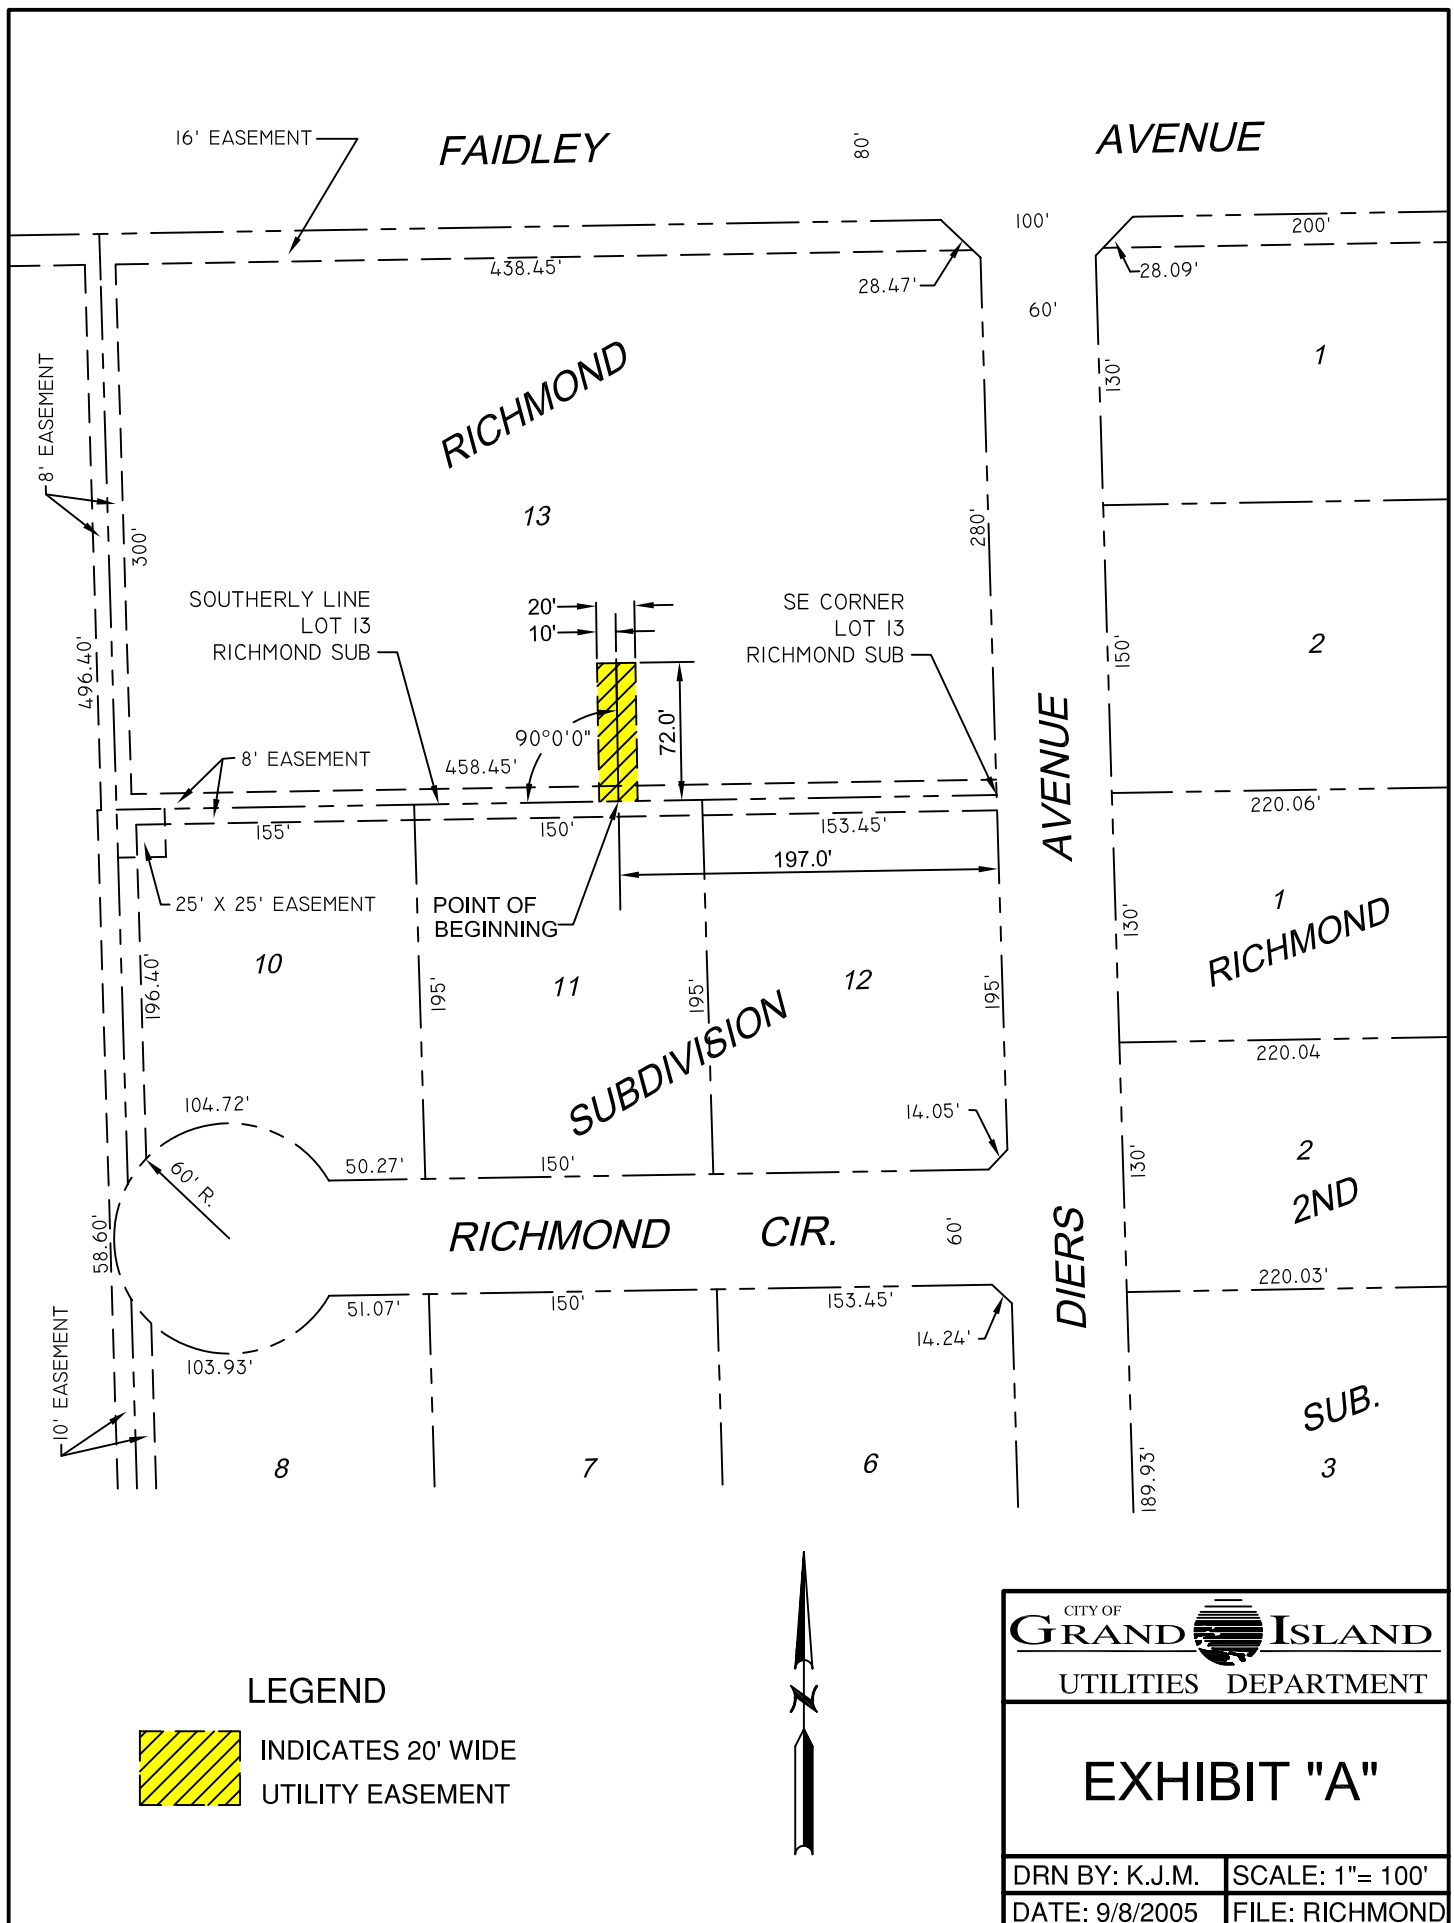 16' EASEMENT
FAIDLEY
80'
AVENUE
100'
200'
438.45'
28.47'
28.09'
60'
RICHMOND
1
130'
8' EASEMENT
13
300'
280'
SOUTHERLY LINE
LOT 13
RICHMOND SUB
20'
10'
SE CORNER
LOT 13
RICHMOND SUB
2
150'
496.40'
72.0'
90°0'0"
AVENUE
8' EASEMENT
458.45'
220.06'
155'
150'
153.45'
197.0'
25' X 25' EASEMENT
POINT OF
BEGINNING
1
130'
RICHMOND
10
11
12
196.40'
195'
195'
195'
SUBDIVISION
220.04
104.72'
14.05'
60' R.
50.27'
150'
130'
2
2ND
58.60'
RICHMOND
CIR.
60'
DIERS
220.03'
51.07'
150'
153.45'
14.24'
103.93'
10' EASEMENT
SUB.
8
7
6
189.93'
3
N
LEGEND
INDICATES 20' WIDE
UTILITY EASEMENT
CITY OF
GRAND ISLAND
UTILITIES DEPARTMENT
EXHIBIT "A"
DRN BY: K.J.M.
SCALE: 1"= 100'
DATE: 9/8/2005
FILE: RICHMOND